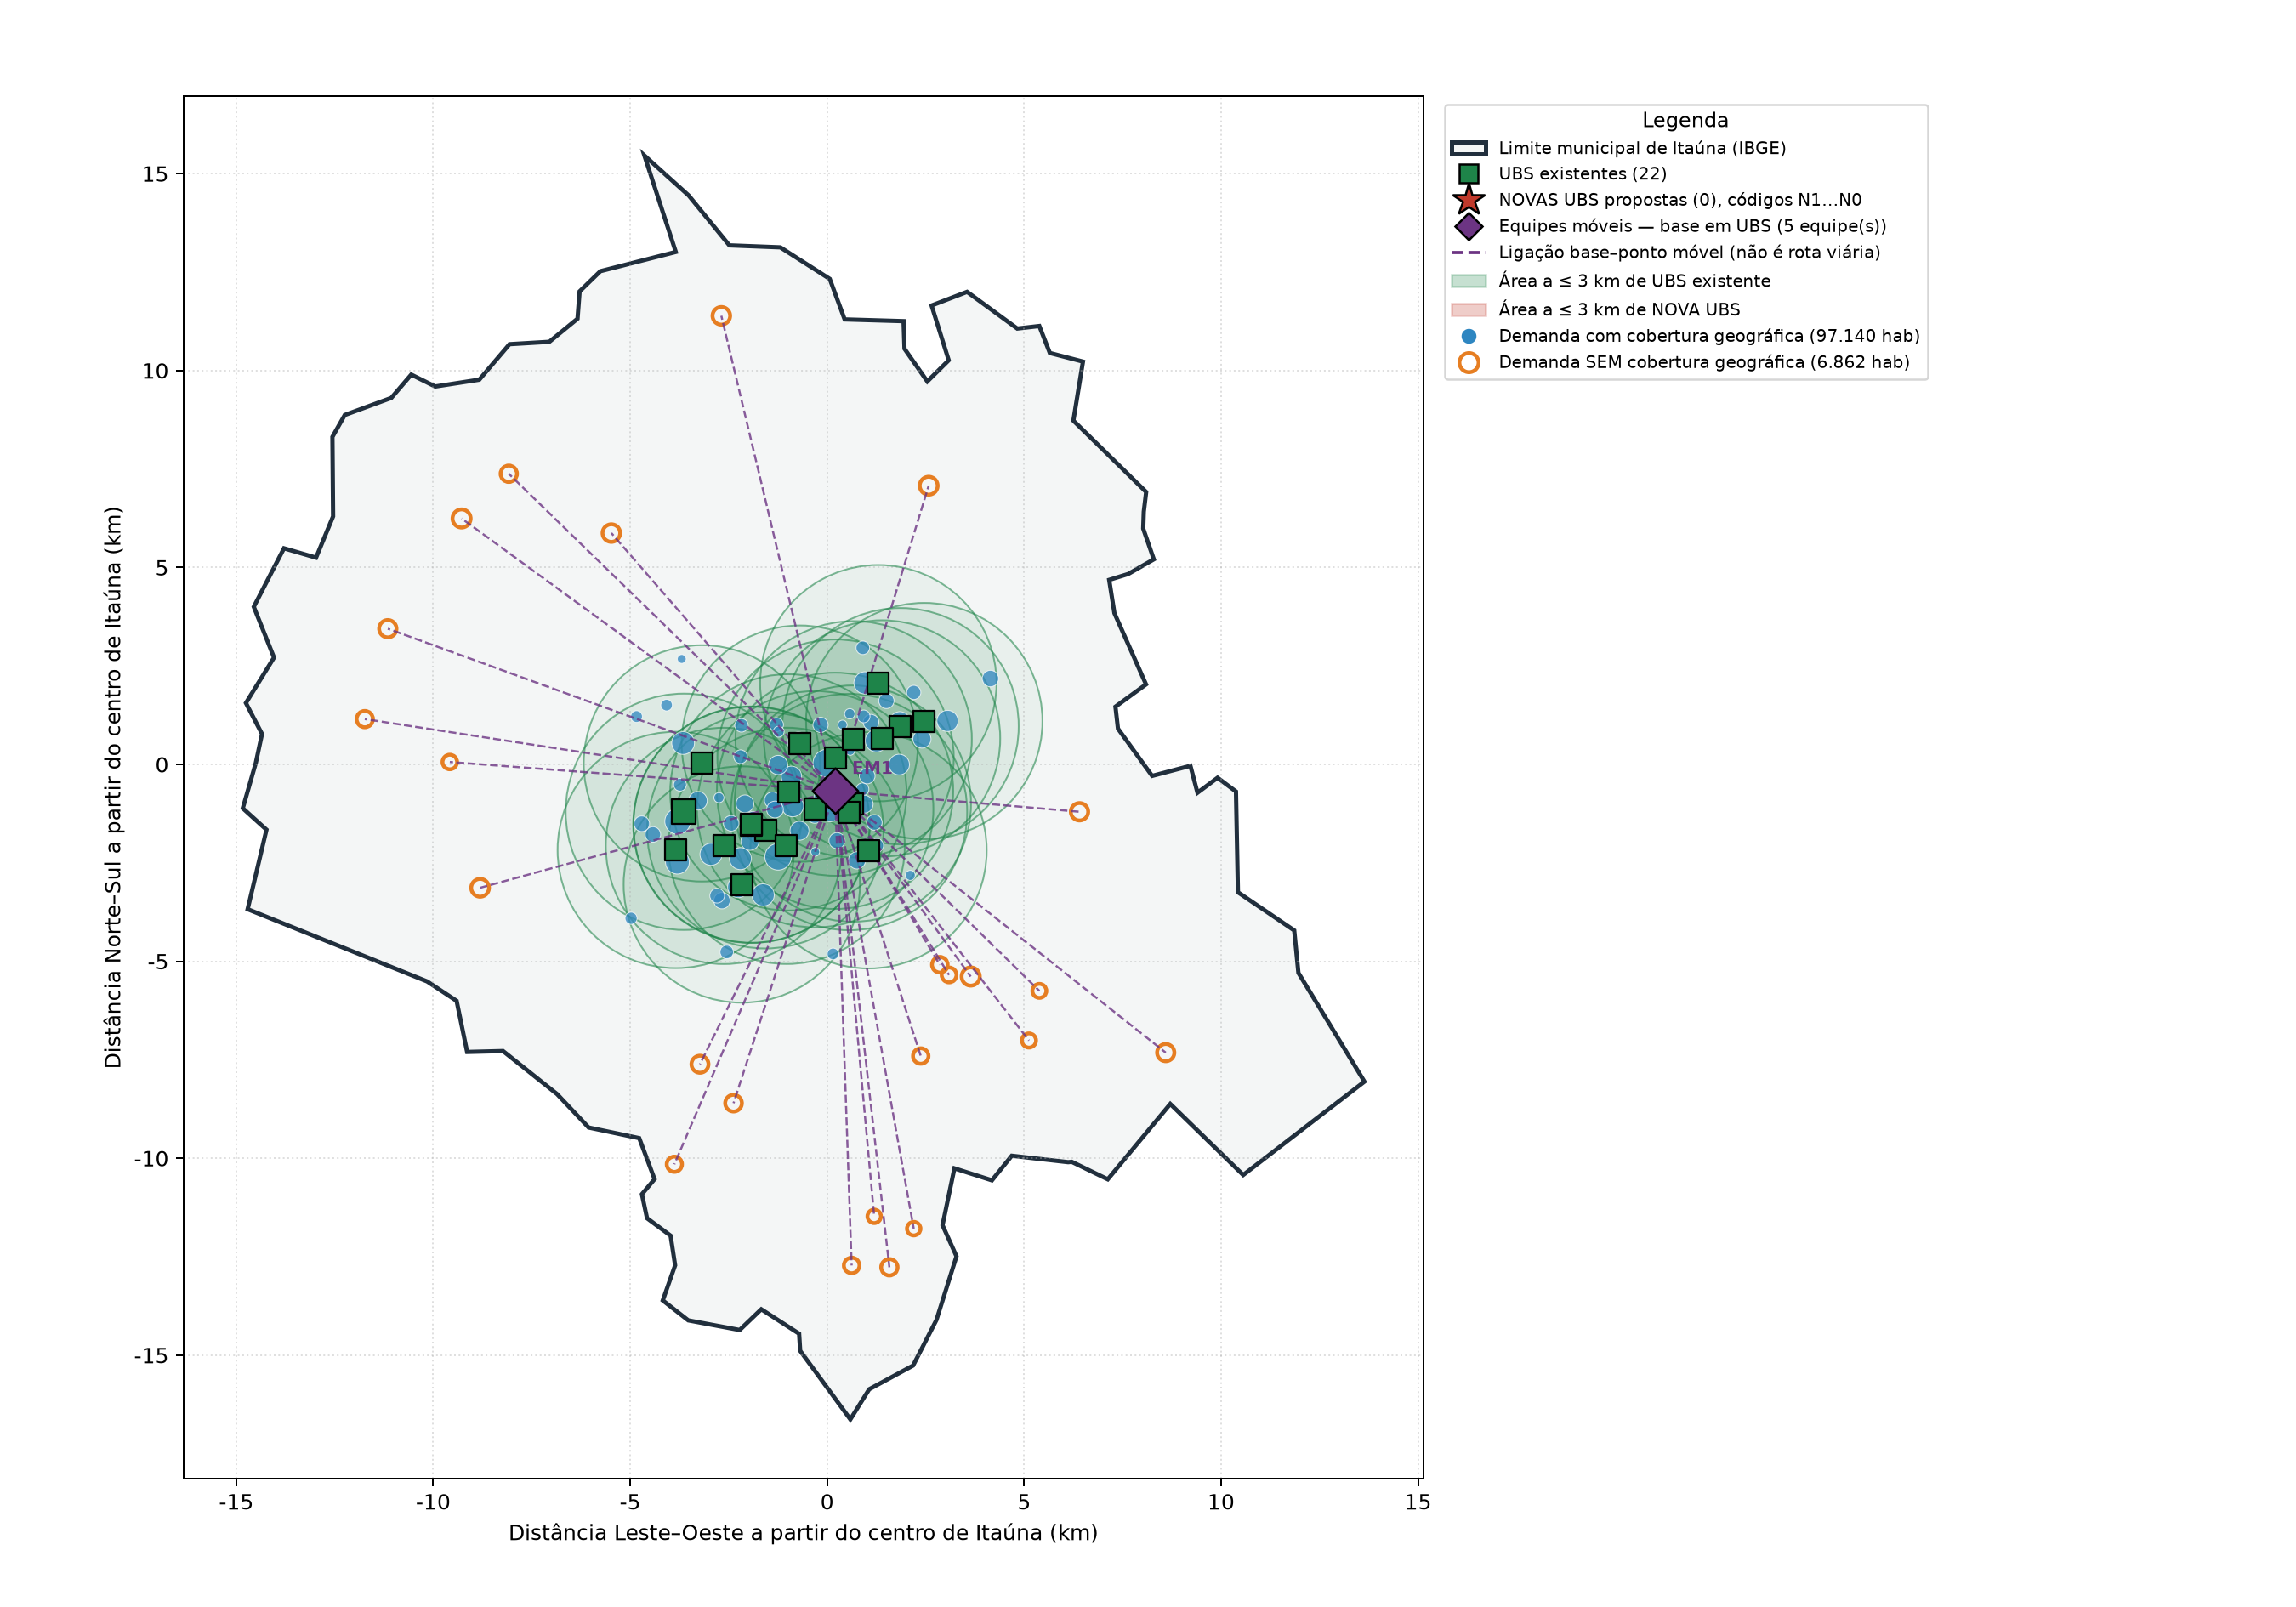 Legenda
Limite municipal de Itaúna (IBGE)
UBS existentes (22)
NOVAS UBS propostas (0), códigos N1...N0
Equipes móveis — base em UBS (5 equipe(s))
Ligação base–ponto móvel (não é rota viária)
Área a ≤ 3 km de UBS existente
Área a ≤ 3 km de NOVA UBS
Demanda com cobertura geográfica (97.140 hab)
Demanda SEM cobertura geográfica (6.862 hab)
Distância Norte–Sul a partir do centro de Itaúna (km)
15
10
5
0
-5
-10
-15
EM1
-15 -10 -5 0 5 10 15
Distância Leste–Oeste a partir do centro de Itaúna (km)